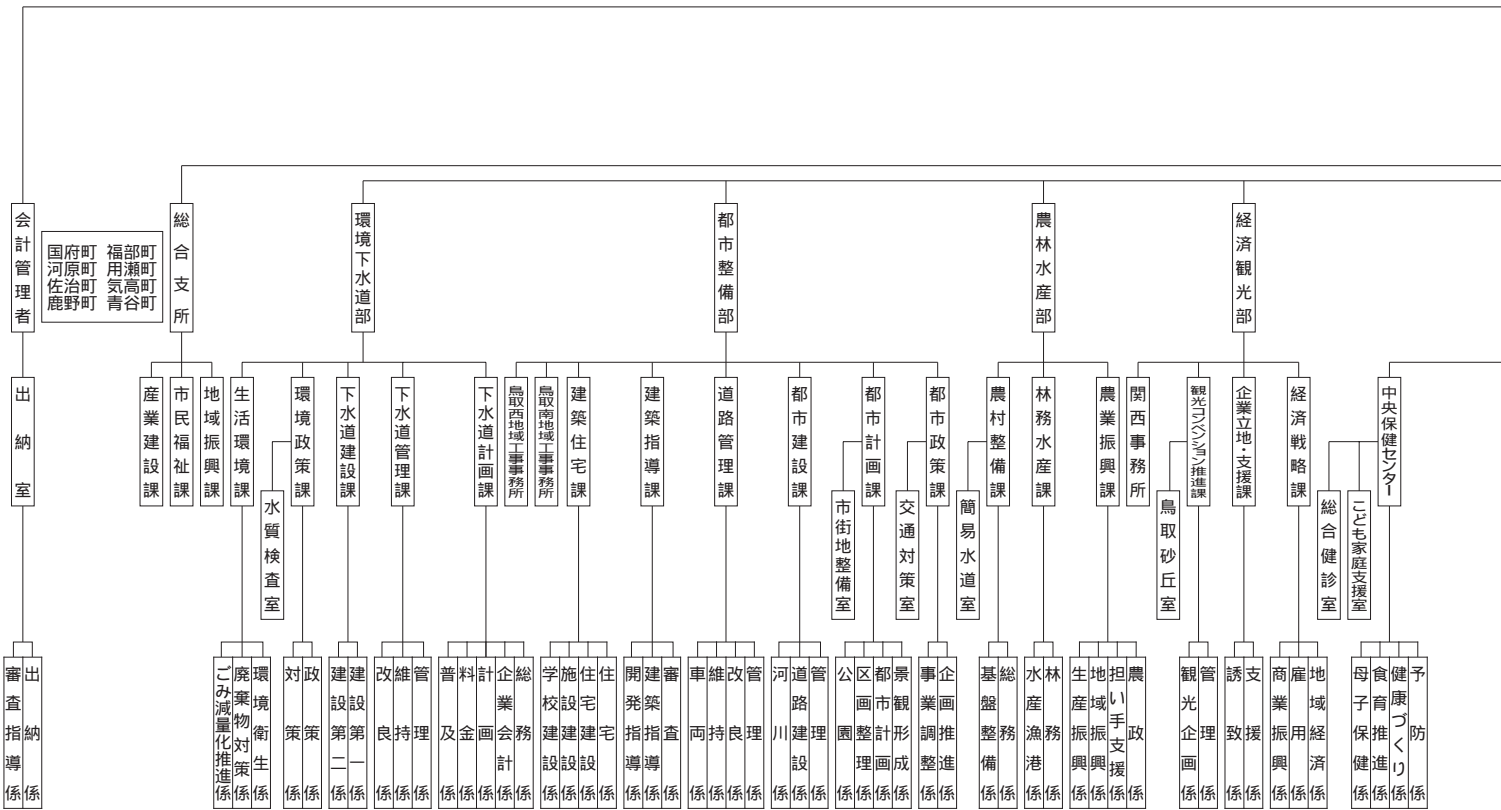 会計管理者
国府町 福部町
河原町 用瀬町
佐治町 気高町
鹿野町 青谷町
総合支所
環境下水道部
都市整備部
農林水産部
経済観光部
出納室
産業建設課
市民福祉課
地域振興課
生活環境課
環境政策課
下水道建設課
下水道管理課
下水道計画課
鳥取西地域工事事務所
鳥取南地域工事事務所
建築住宅課
建築指導課
道路管理課
都市建設課
都市計画課
都市政策課
農村整備課
林務水産課
農業振興課
関西事務所
観光コンベンション推進課
企業立地・支援課
経済戦略課
中央保健センター
水質検査室
市街地整備室
交通対策室
簡易水道室
鳥取砂丘室
総合健診室
こども家庭支援室
審査指導係
出納係
ごみ減量化推進係
廃棄物対策係
環境衛生係
対策係
政策係
建設第二係
建設第一係
改良係
維持係
管理係
普及係
料金係
計画係
企業会計係
総務係
学校建設係
施設建設係
住宅建設係
住宅係
開発指導係
建築指導係
審査係
車両係
維持係
改良係
管理係
河川係
道路建設係
管理係
公園係
区画整理係
都市計画係
景観形成係
事業調整係
企画推進係
基盤整備係
総務係
水産漁港係
林務係
生産振興係
地域振興係
担い手支援係
農政係
観光企画係
管理係
誘致係
支援係
商業振興係
雇用係
地域経済係
母子保健係
食育推進係
健康づくり係
予防係